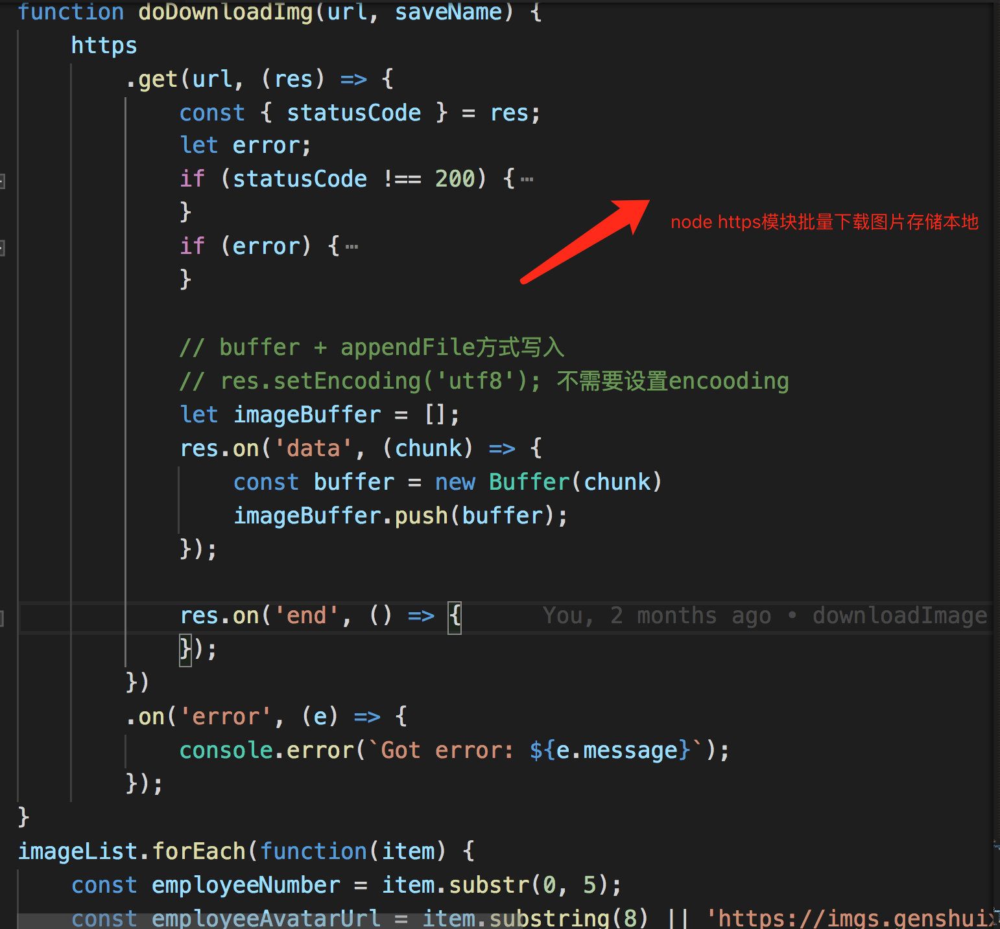 function doDownloadImg(url, saveName) {
https
.get(url, (res) => {
const { statusCode } = res;
let error;
if (statusCode !== 200) {⋯
}
node https模块批量下载图片存储本地
if (error) {⋯
}
// buffer + appendFile方式写入
// res.setEncoding('utf8'); 不需要设置encooding
let imageBuffer = [];
res.on('data', (chunk) => {
const buffer = new Buffer(chunk)
imageBuffer.push(buffer);
});
res.on('end', () => { You, 2 months ago • downloadImage
});
})
.on('error', (e) => {
console.error(`Got error: ${e.message}`);
});
}
imageList.forEach(function(item) {
const employeeNumber = item.substr(0, 5);
const employeeAvatarUrl = item.substring(8) || 'https://imgs.genshuix